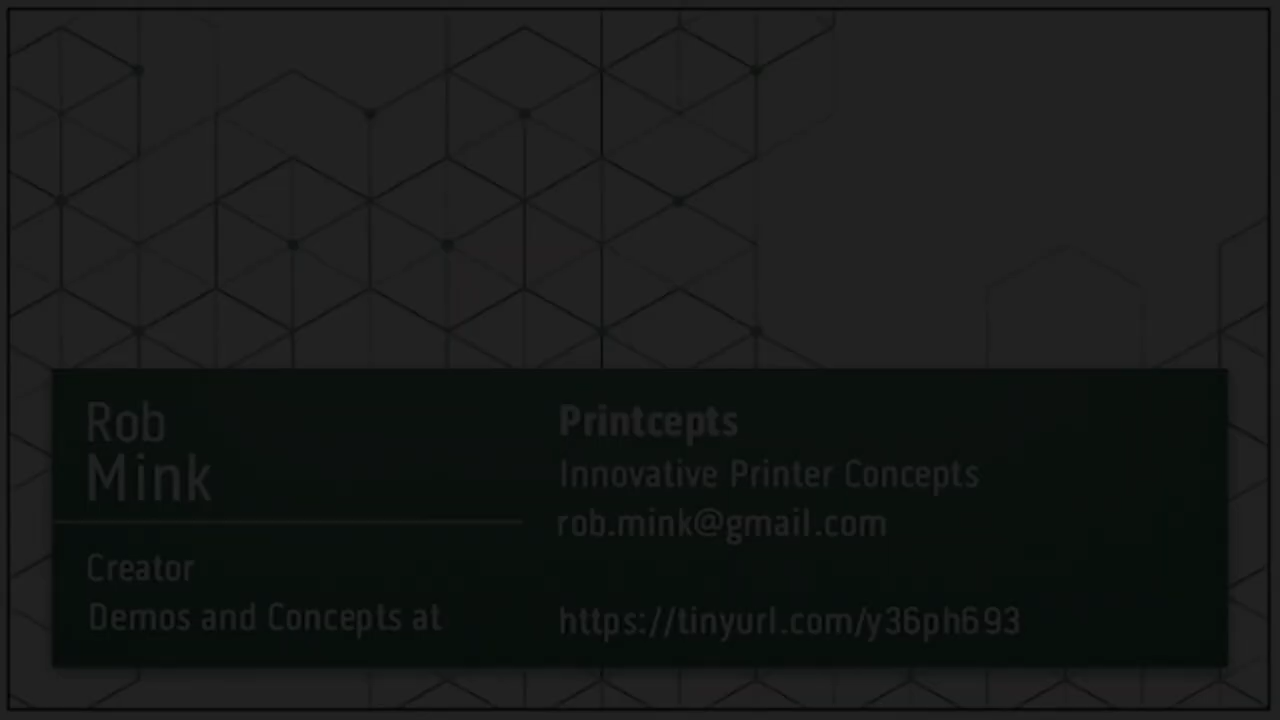 Rob
Mink
Creator
Demos and Concepts at
Printcepts
Innovative Printer Concepts
rob.mink@gmail.com
https://tinyurl.com/y36ph693